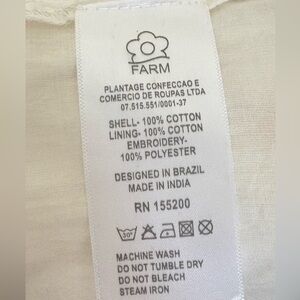 FARM
PLANTAGE CONFECCAO E
COMERCIO DE ROUPAS LTDA
07.515.551/0001-37
SHELL- 100% COTTON
LINING- 100% COTTON
EMBROIDERY-
100% POLYESTER
DESIGNED IN BRAZIL
MADE IN INDIA
RN 155200
30°
MACHINE WASH
DO NOT TUMBLE DRY
DO NOT BLEACH
STEAM IRON